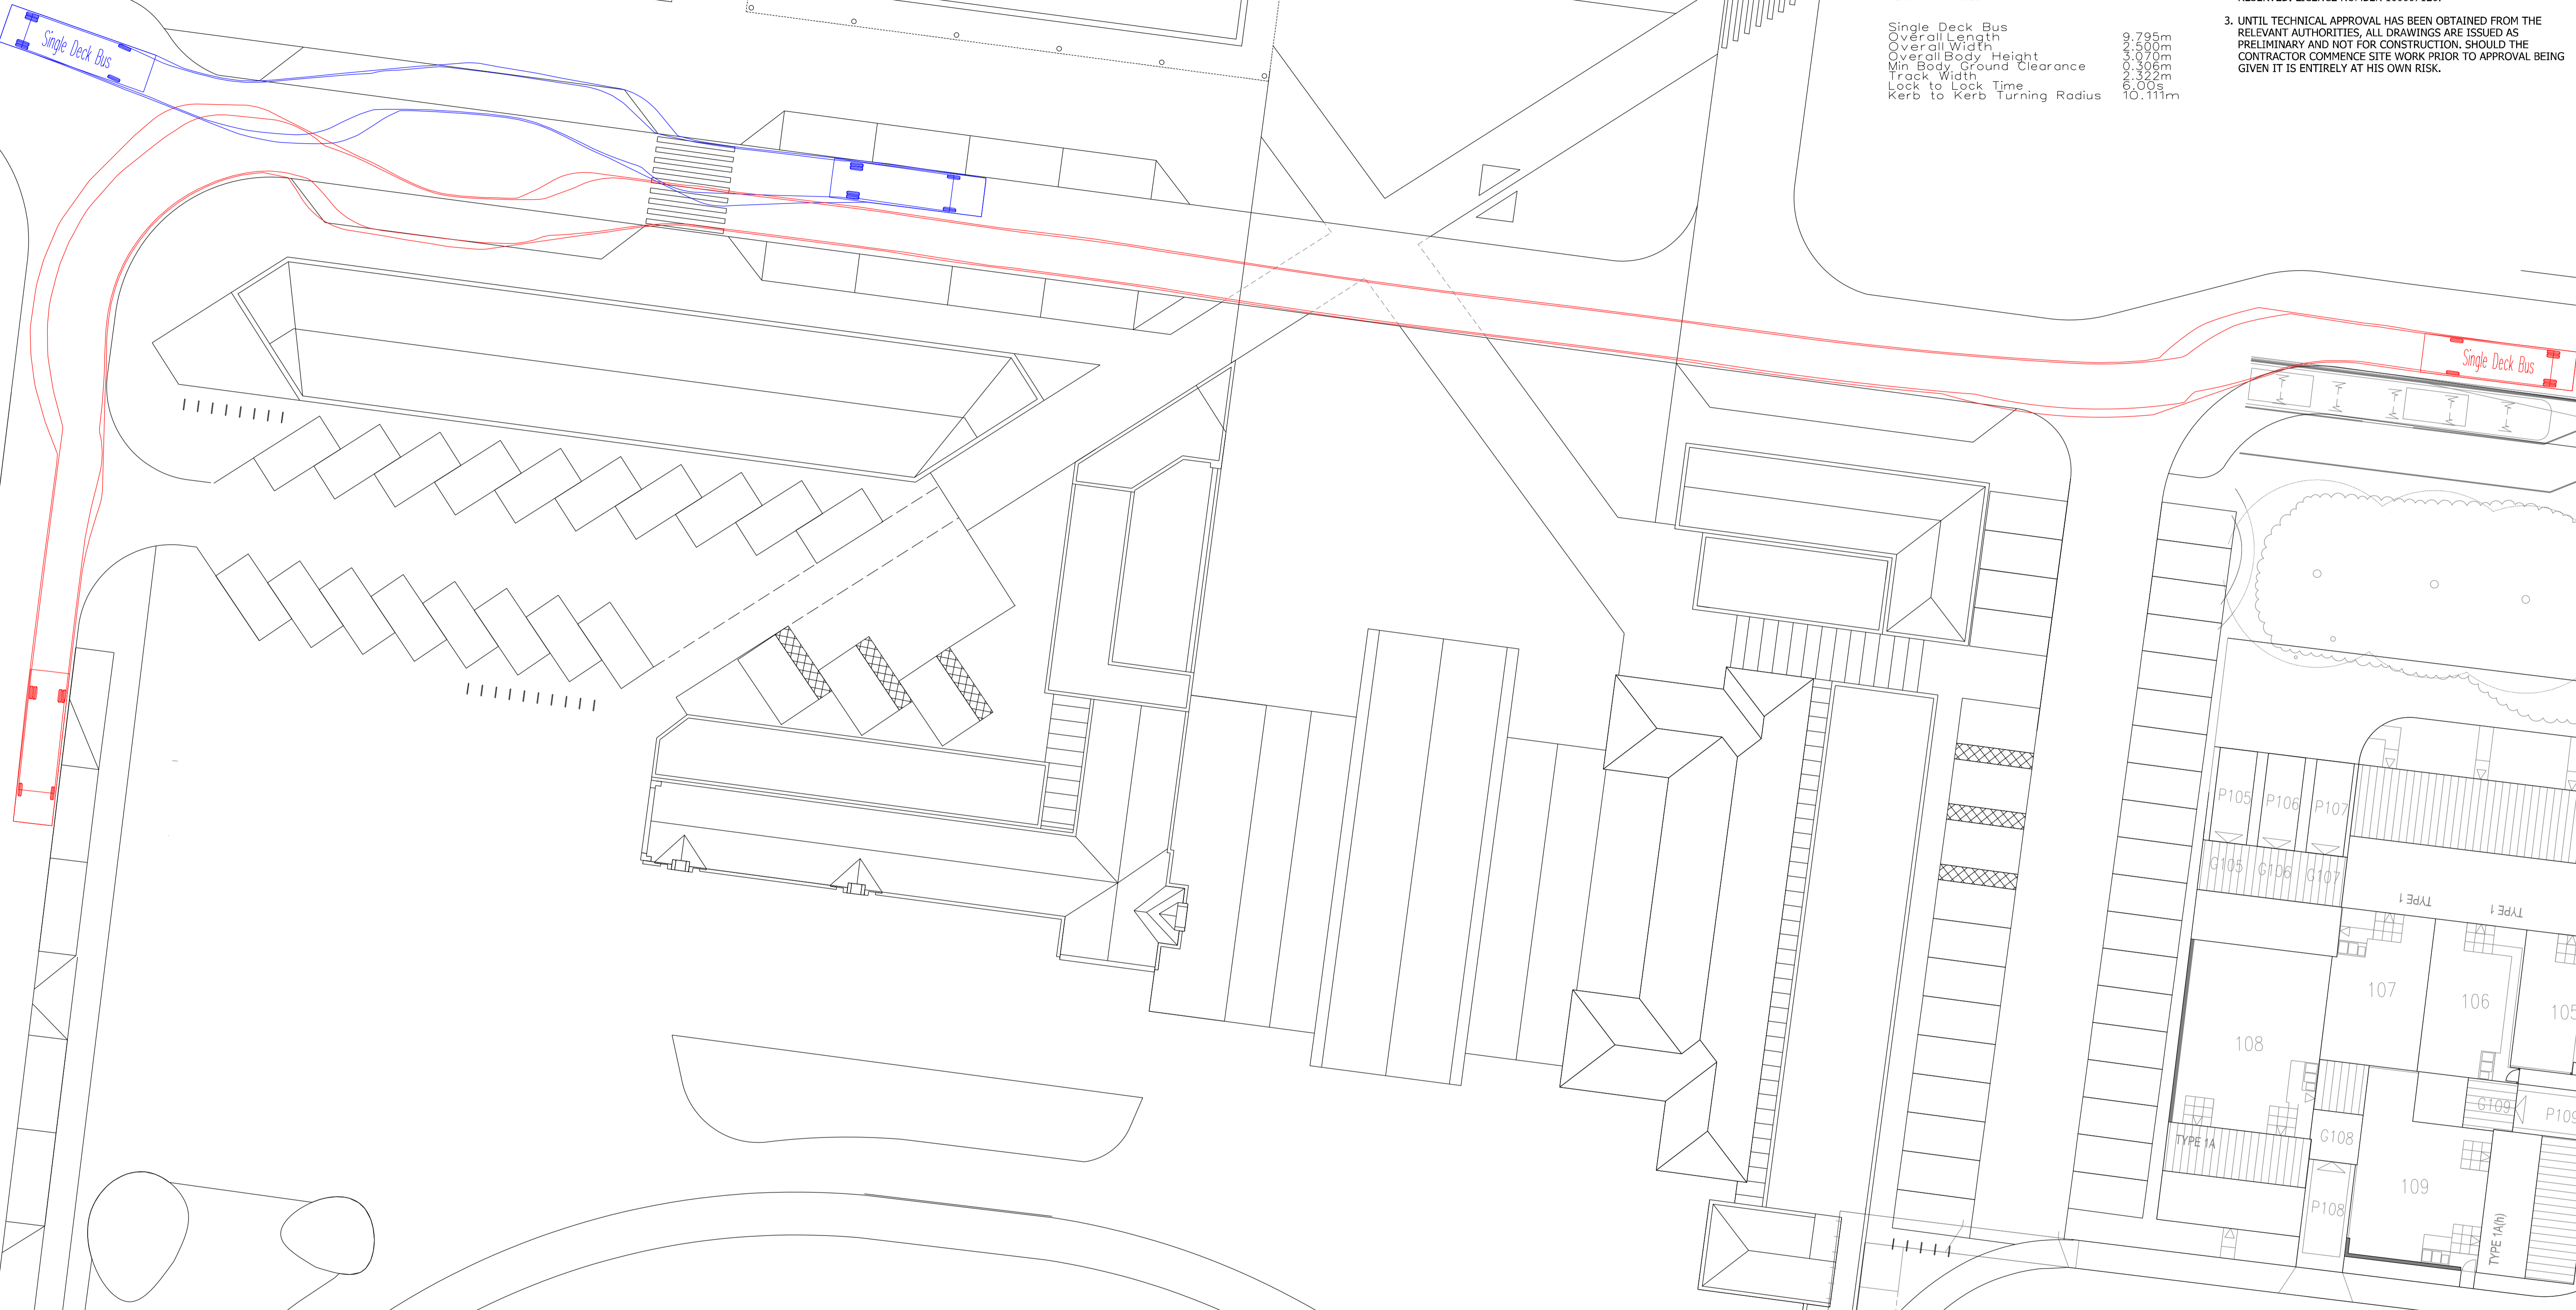 Single Deck Bus
Single Deck Bus
Overall Length 9.795m
Overall Width 2.500m
Overall Body Height 3.070m
Min Body Ground Clearance 0.306m
Track Width 2.322m
Lock to Lock Time 6.00s
Kerb to Kerb Turning Radius 10.111m
3. UNTIL TECHNICAL APPROVAL HAS BEEN OBTAINED FROM THE
RELEVANT AUTHORITIES, ALL DRAWINGS ARE ISSUED AS
PRELIMINARY AND NOT FOR CONSTRUCTION. SHOULD THE
CONTRACTOR COMMENCE SITE WORK PRIOR TO APPROVAL BEING
GIVEN IT IS ENTIRELY AT HIS OWN RISK.
Single Deck Bus
P105
P106
P107
G105
G106
G107
TYPE 1
TYPE 1
107
106
105
108
G109
P109
TYPE 1A
G108
109
P108
TYPE 1A(h)